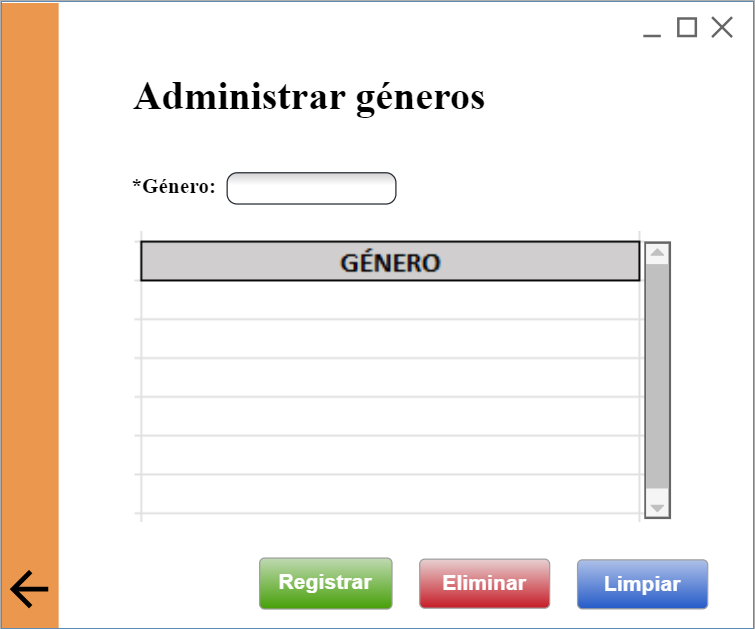 Administrar géneros
*Género:
GÉNERO
Registrar Eliminar Limpiar